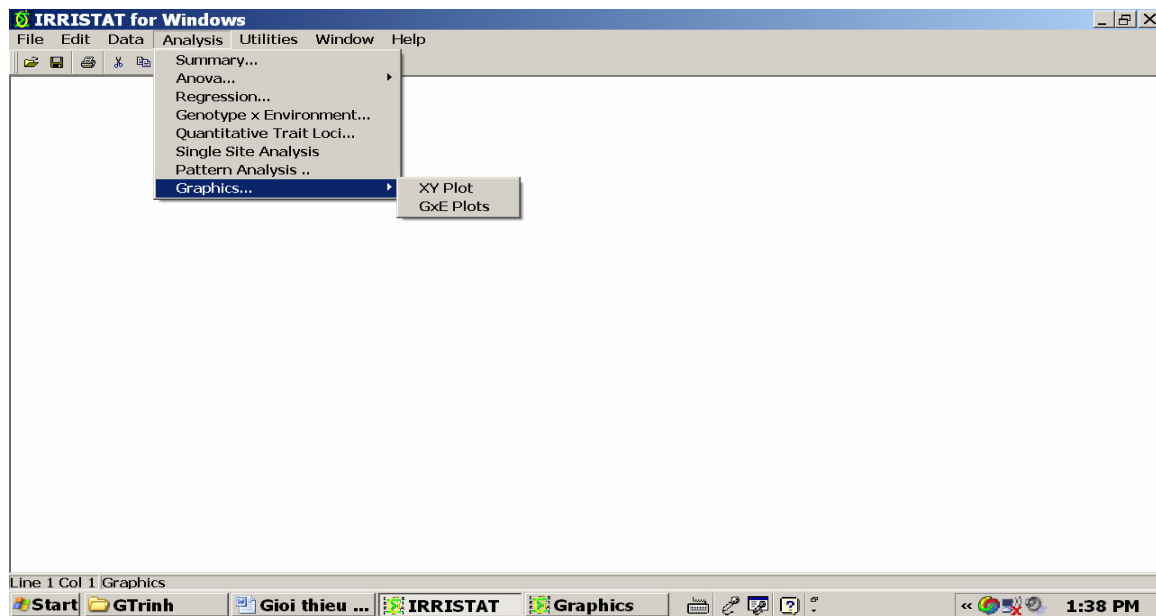 IRRISTAT for Windows
File Edit Data Analysis Utilities Window Help
Summary...
Anova...
Regression...
Genotype x Environment...
Quantitative Trait Loci...
Single Site Analysis
Pattern Analysis ..
Graphics...
XY Plot
GxE Plots
Line 1 Col 1 Graphics
Start GTrinh Gioi thieu ... IRRISTAT Graphics « 1:38 PM